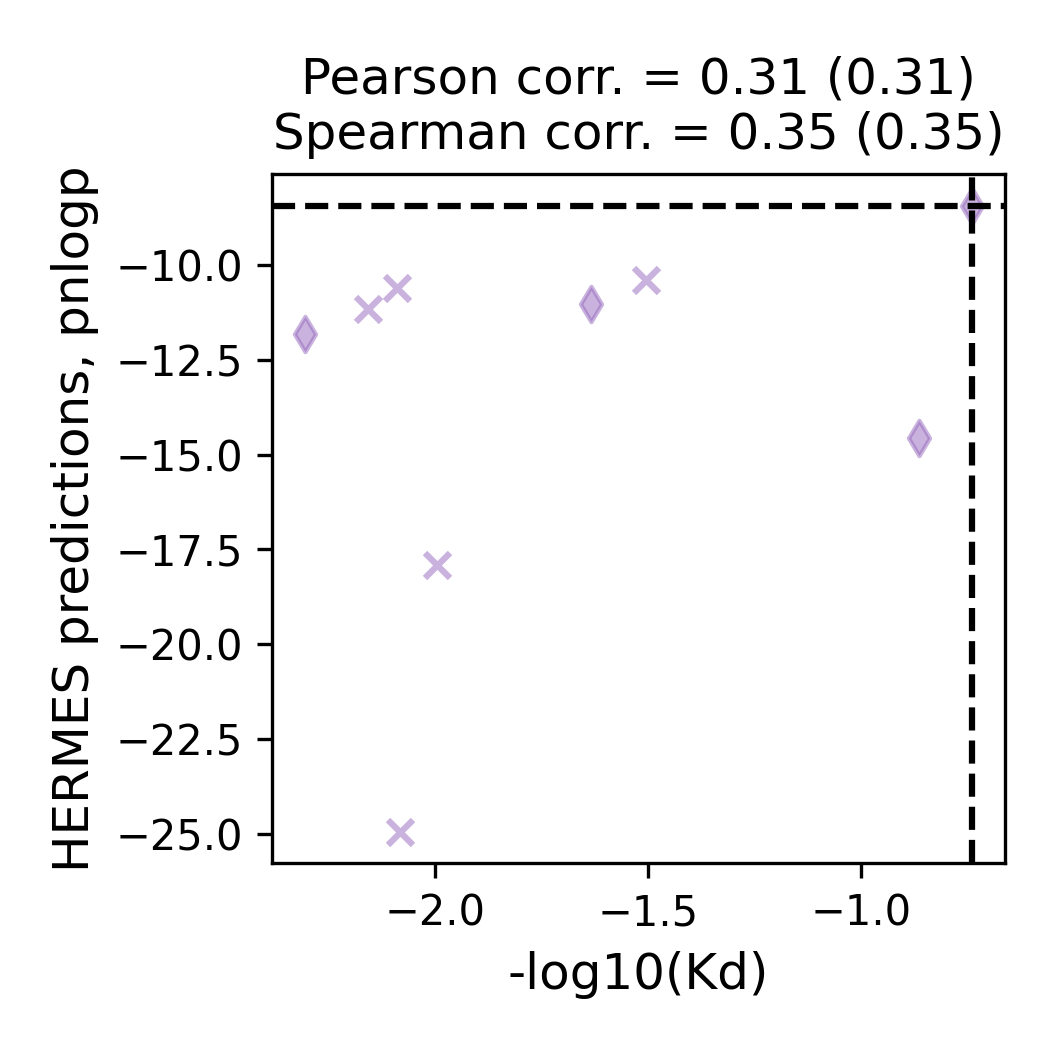 Pearson corr. = 0.31 (0.31)
Spearman corr. = 0.35 (0.35)
HERMES predictions, pnlogp
−10.0
−12.5
−15.0
−17.5
−20.0
−22.5
−25.0
−2.0
−1.5
−1.0
-log10(Kd)